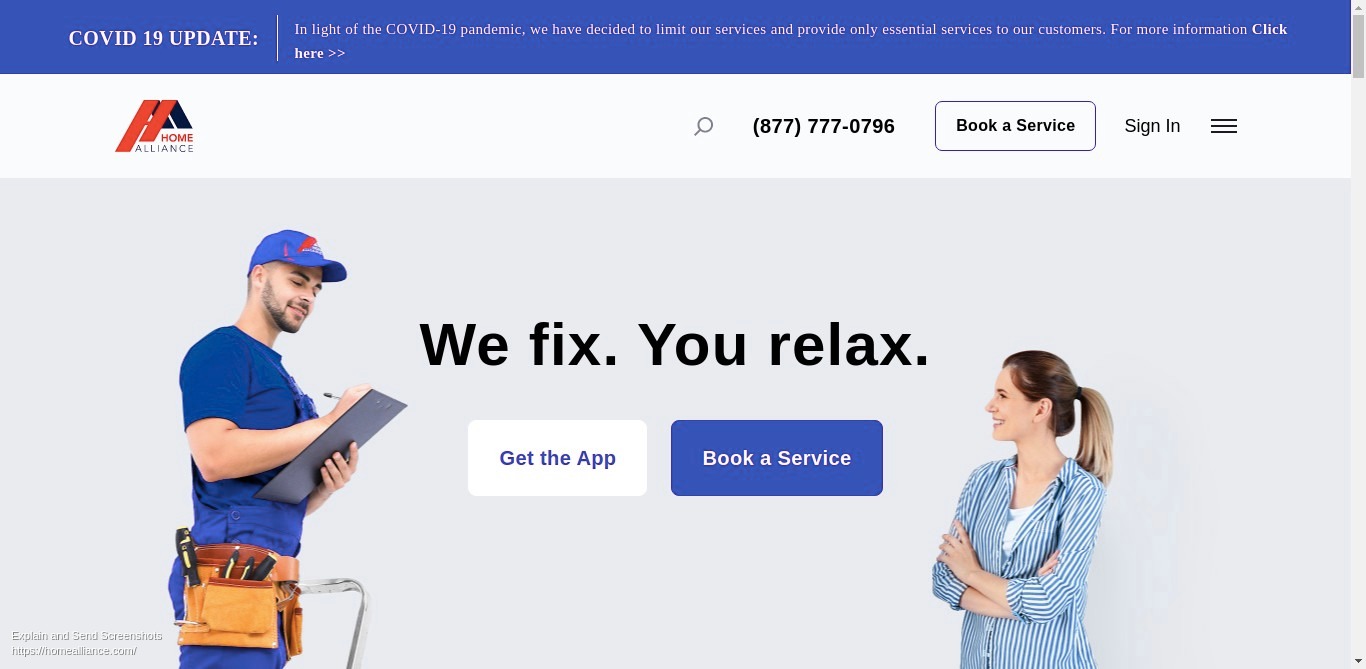 COVID 19 UPDATE:
In light of the COVID-19 pandemic, we have decided to limit our services and provide only essential services to our customers. For more information Click
here >>
HOME
ALLIANCE
(877) 777-0796
Book a Service
Sign In
We fix. You relax.
Get the App
Book a Service
Explain and Send Screenshots
https://homealliance.com/